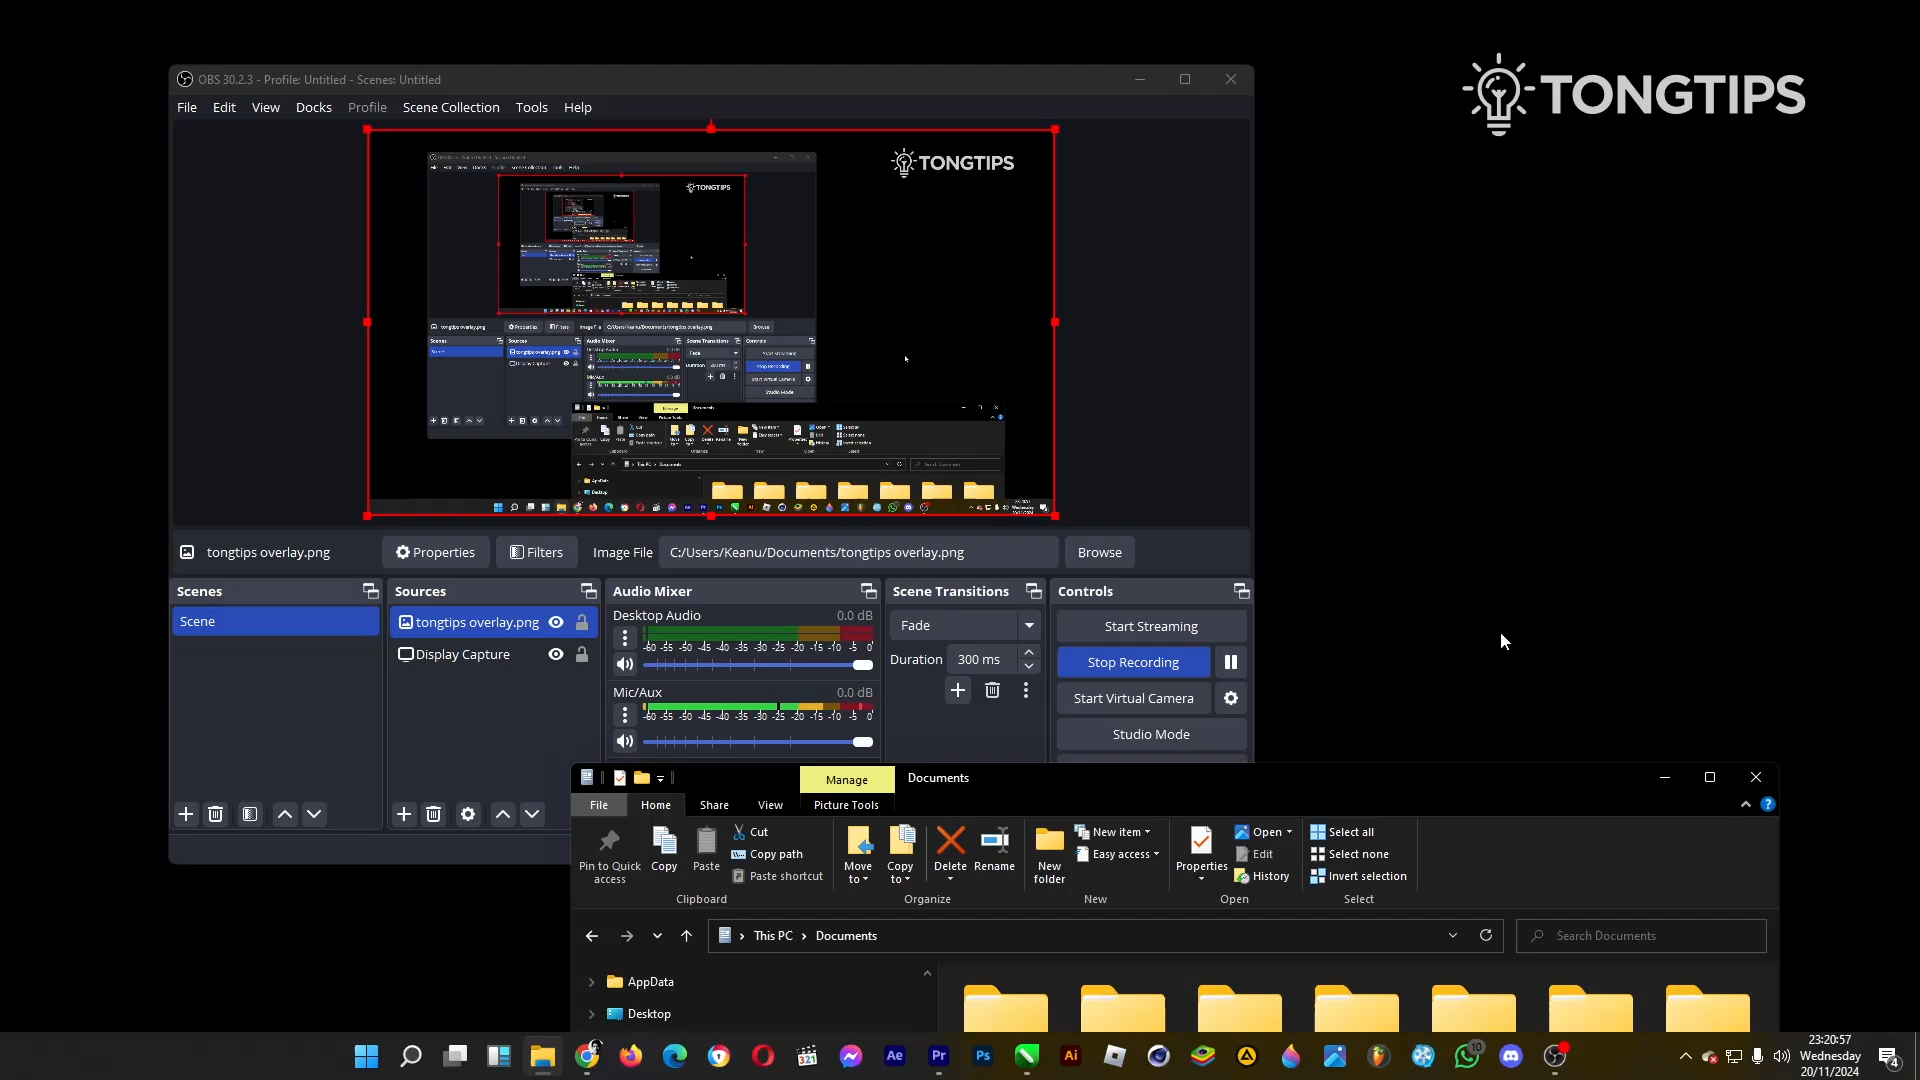 OBS 30.2.3 - Profile: Untitled - Scenes: Untitled
File Edit View Docks Profile Scene Collection Tools Help
TONGTIPS
TONGTIPS
TONGTIPS
tongtips overlay.png Properties Filters Image File C:/Users/Keanu/Documents/tongtips overlay.png Browse
Scenes
Scene
Sources
tongtips overlay.png
Display Capture
Audio Mixer
Desktop Audio 0.0 dB
-60 -55 -50 -45 -40 -35 -30 -25 -20 -15 -10 -5 0
Mic/Aux 0.0 dB
-60 -55 -50 -45 -40 -35 -30 -25 -20 -15 -10 -5 0
Scene Transitions
Fade
Duration 300 ms
Controls
Start Streaming
Stop Recording
Start Virtual Camera
Studio Mode
Manage Documents
File Home Share View Picture Tools
Pin to Quick access
Copy
Paste
Cut
Copy path
Paste shortcut
Clipboard
Move to
Copy to
Delete
Rename
Organize
New folder
New item
Easy access
New
Properties
Open
Edit
History
Open
Select all
Select none
Invert selection
Select
This PC > Documents
Search Documents
AppData
Desktop
321
Ae
Pr
Ps
Ai
10
23:20:57
Wednesday
20/11/2024
4